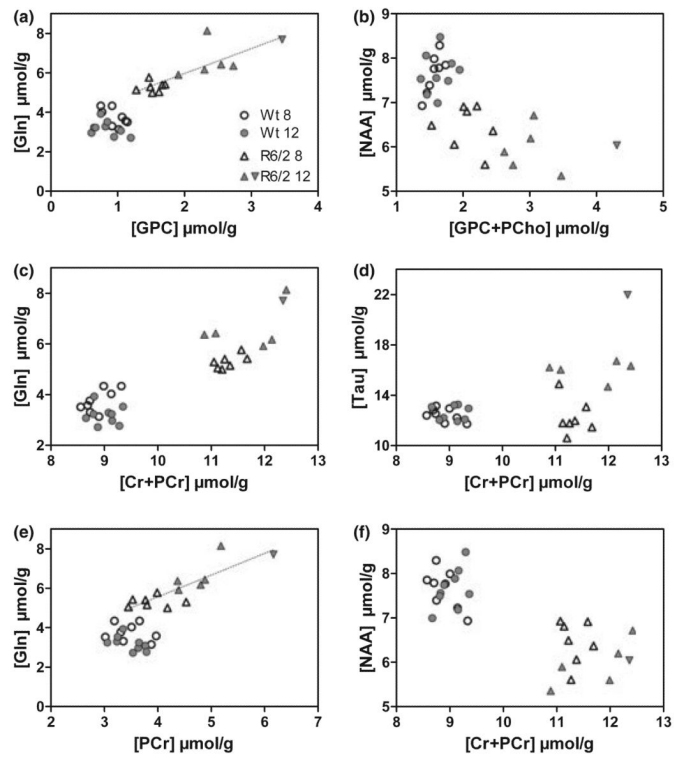 (a)
[Gln] µmol/g
8
6
4
2
0
0 1 2 3 4
[GPC] µmol/g
Wt 8
Wt 12
R6/2 8
R6/2 12
(b)
[NAA] µmol/g
9
8
7
6
5
1 2 3 4 5
[GPC+PCho] µmol/g
(c)
[Gln] µmol/g
8
6
4
2
8 9 10 11 12 13
[Cr+PCr] µmol/g
(d)
[Tau] µmol/g
22
18
14
10
8 9 10 11 12 13
[Cr+PCr] µmol/g
(e)
[Gln] µmol/g
8
6
4
2
0
2 3 4 5 6 7
[PCr] µmol/g
(f)
[NAA] µmol/g
9
8
7
6
5
8 9 10 11 12 13
[Cr+PCr] µmol/g